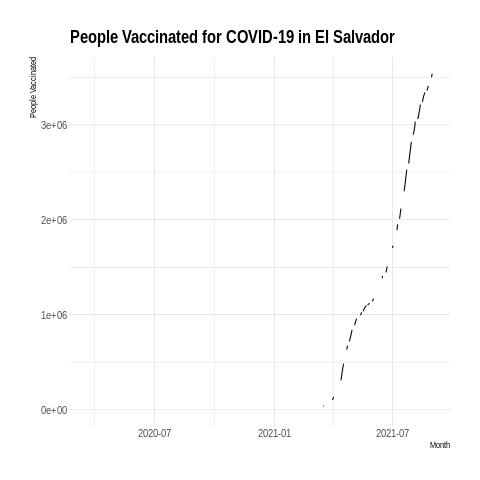 People Vaccinated for COVID-19 in El Salvador
People Vaccinated
3e+06
2e+06
1e+06
0e+00
2020-07 2021-01 2021-07
Month